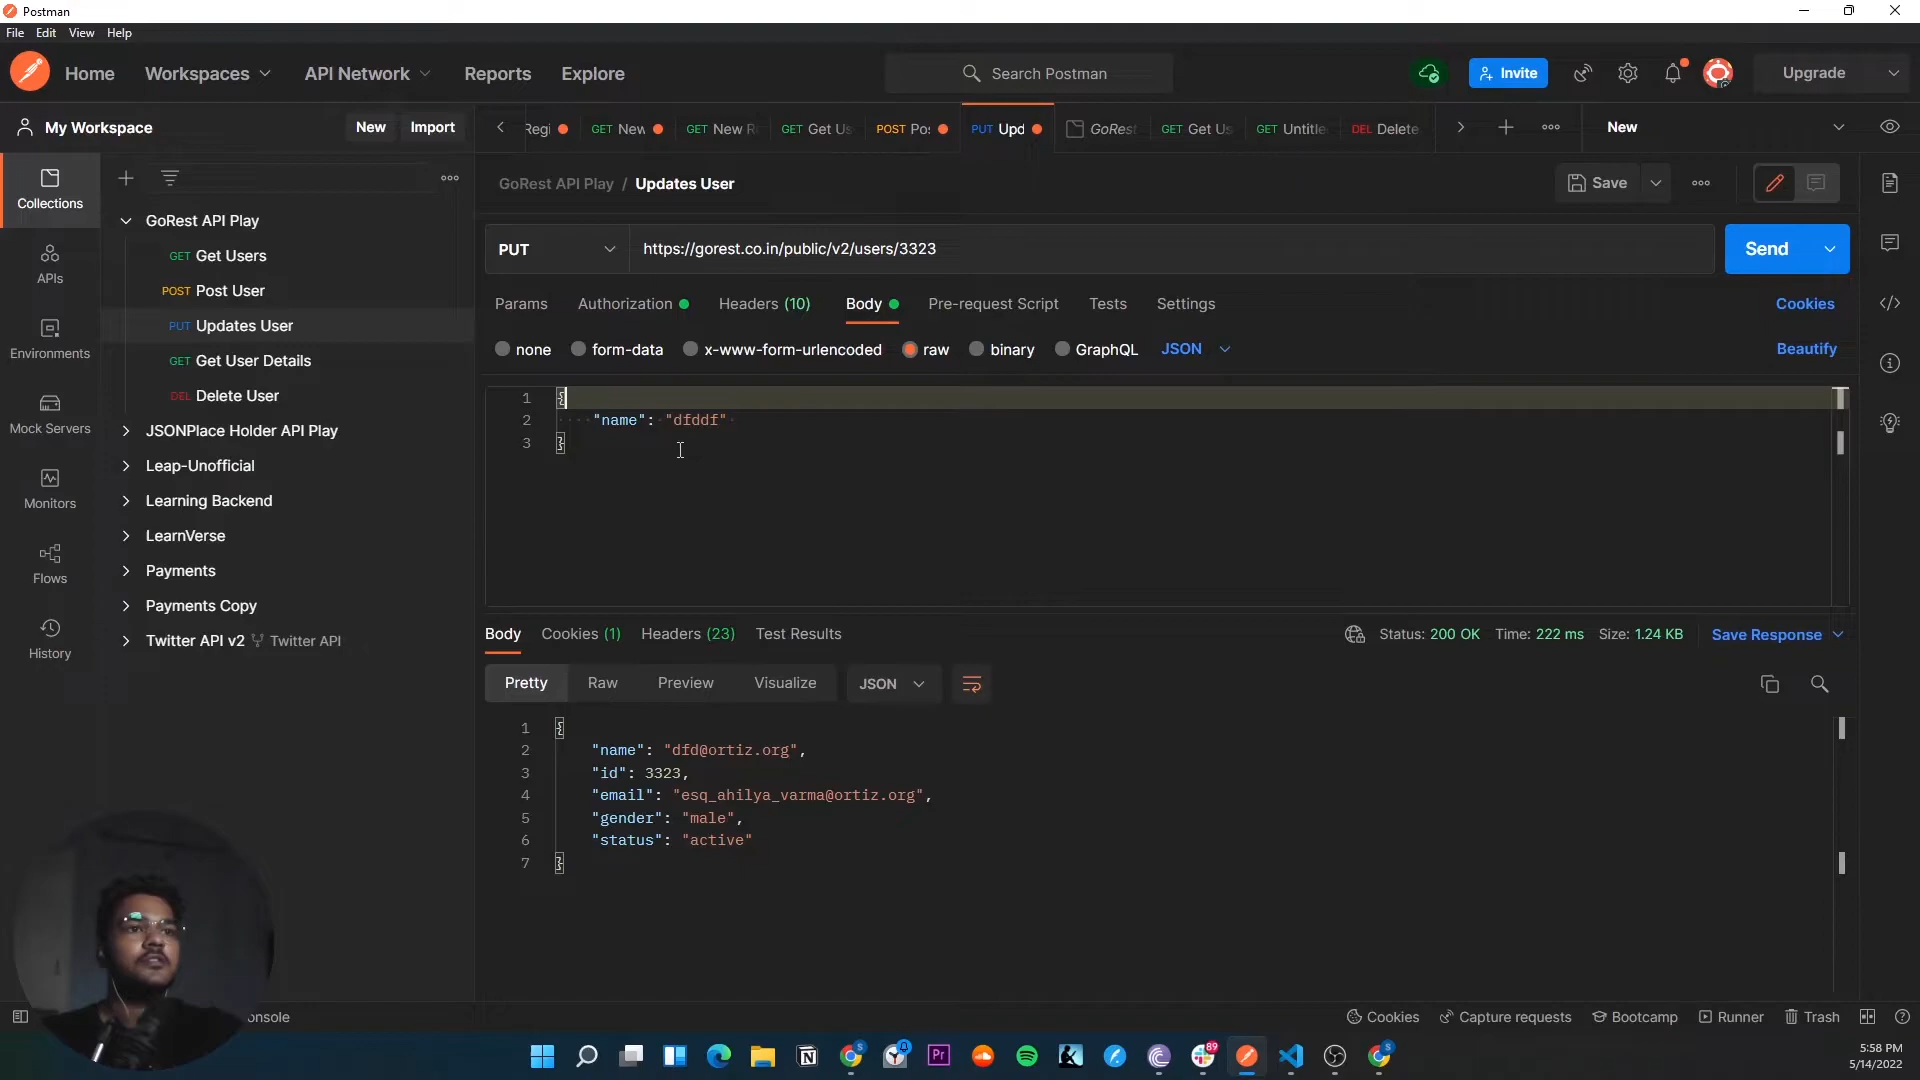 Postman
File Edit View Help
Home Workspaces API Network Reports Explore Search Postman Invite Upgrade
My Workspace New Import
Regi GET New GET New R GET Get Us POST Pos PUT Upd GoRest GET Get Us GET Untitle DEL Delete New
GoRest API Play / Updates User Save
Collections
APIs
Environments
Mock Servers
Monitors
Flows
History
GoRest API Play
GET Get Users
POST Post User
PUT Updates User
GET Get User Details
DEL Delete User
JSONPlace Holder API Play
Leap-Unofficial
Learning Backend
LearnVerse
Payments
Payments Copy
Twitter API v2 Twitter API
PUT https://gorest.co.in/public/v2/users/3323 Send
Params Authorization Headers (10) Body Pre-request Script Tests Settings Cookies
none form-data x-www-form-urlencoded raw binary GraphQL JSON Beautify
1 {
2 "name": "dfddf"
3 }
Body Cookies (1) Headers (23) Test Results Status: 200 OK Time: 222 ms Size: 1.24 KB Save Response
Pretty Raw Preview Visualize JSON
1 {
2 "name": "dfd@ortiz.org",
3 "id": 3323,
4 "email": "esq_ahilya_varma@ortiz.org",
5 "gender": "male",
6 "status": "active"
7 }
onsole Cookies Capture requests Bootcamp Runner Trash
Pr 89
5:58 PM
5/14/2022